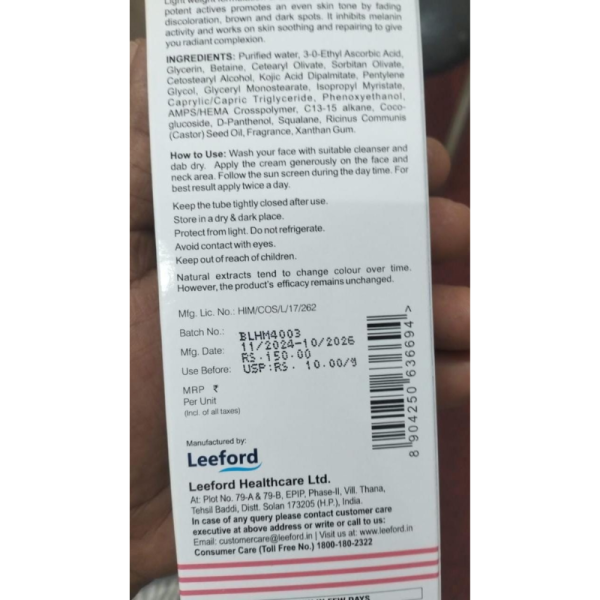 Light weight
potent actives promotes an even skin tone by fading
discoloration, brown and dark spots. It inhibits melanin
activity and works on skin soothing and repairing to give
you radiant complexion.
INGREDIENTS: Purified water, 3-0-Ethyl Ascorbic Acid,
Glycerin, Betaine, Cetearyl Olivate, Sorbitan Olivate,
Cetostearyl Alcohol, Kojic Acid Dipalmitate, Pentylene
Glycol, Glyceryl Monostearate, Isopropyl Myristate,
Caprylic/Capric Triglyceride, Phenoxyethanol,
AMPS/HEMA Crosspolymer, C13-15 alkane, Coco-
glucoside, D-Panthenol, Squalane, Ricinus Communis
(Castor) Seed Oil, Fragrance, Xanthan Gum.
How to Use: Wash your face with suitable cleanser and
dab dry. Apply the cream generously on the face and
neck area. Follow the sun screen during the day time. For
best result apply twice a day.
Keep the tube tightly closed after use.
Store in a dry & dark place.
Protect from light. Do not refrigerate.
Avoid contact with eyes.
Keep out of reach of children.
Natural extracts tend to change colour over time.
However, the product's efficacy remains unchanged.
Mfg. Lic. No.: HIM/COS/L/17/262
Batch No.: BLHM4003
Mfg. Date: 11/2024-10/2026
RS.150.00
Use Before: USP:RS. 10.00/g
MRP ₹
Per Unit
(Incl. of all taxes)
8 904250 636694 >
Manufactured by:
Leeford
Leeford Healthcare Ltd.
At: Plot No. 79-A & 79-B, EPIP, Phase-II, Vill. Thana,
Tehsil Baddi, Distt. Solan 173205 (H.P.), India.
In case of any query please contact customer care
executive at above address or write or call to us:
Email: customercare@leeford.in | Visit us at: www.leeford.in
Consumer Care (Toll Free No.) 1800-180-2322
FEW DAYS